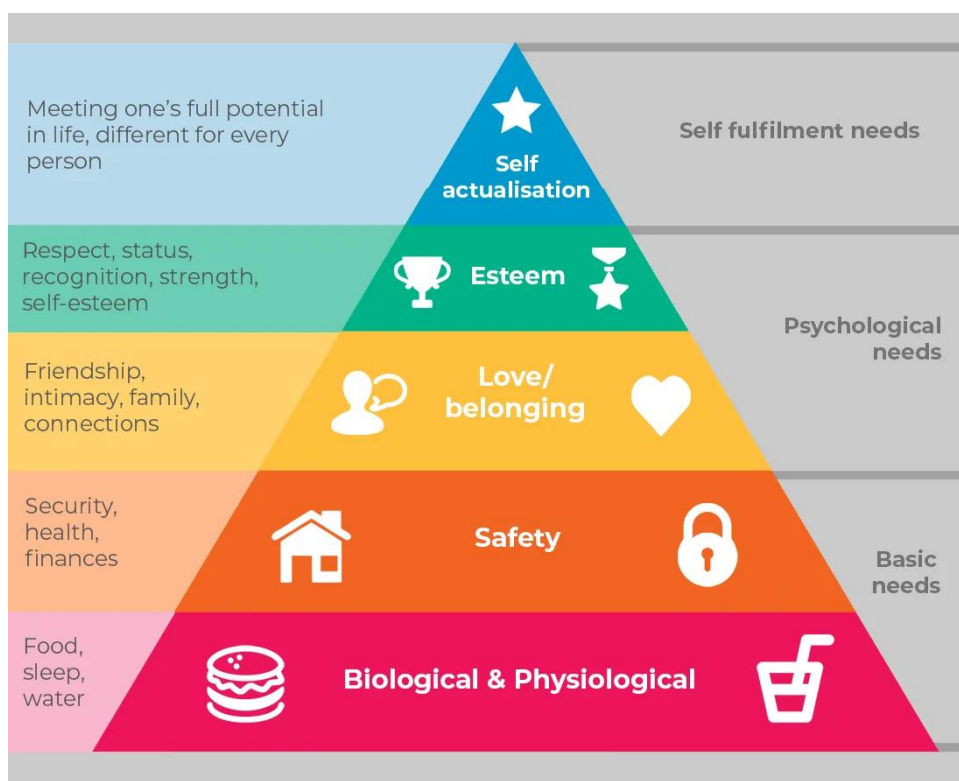 Meeting one's full potential
in life, different for every
person
Self
actualisation
Self fulfilment needs
Respect, status,
recognition, strength,
self-esteem
Esteem
Psychological
needs
Friendship,
intimacy, family,
connections
Love/
belonging
Security,
health,
finances
Safety
Basic
needs
Food,
sleep,
water
Biological & Physiological